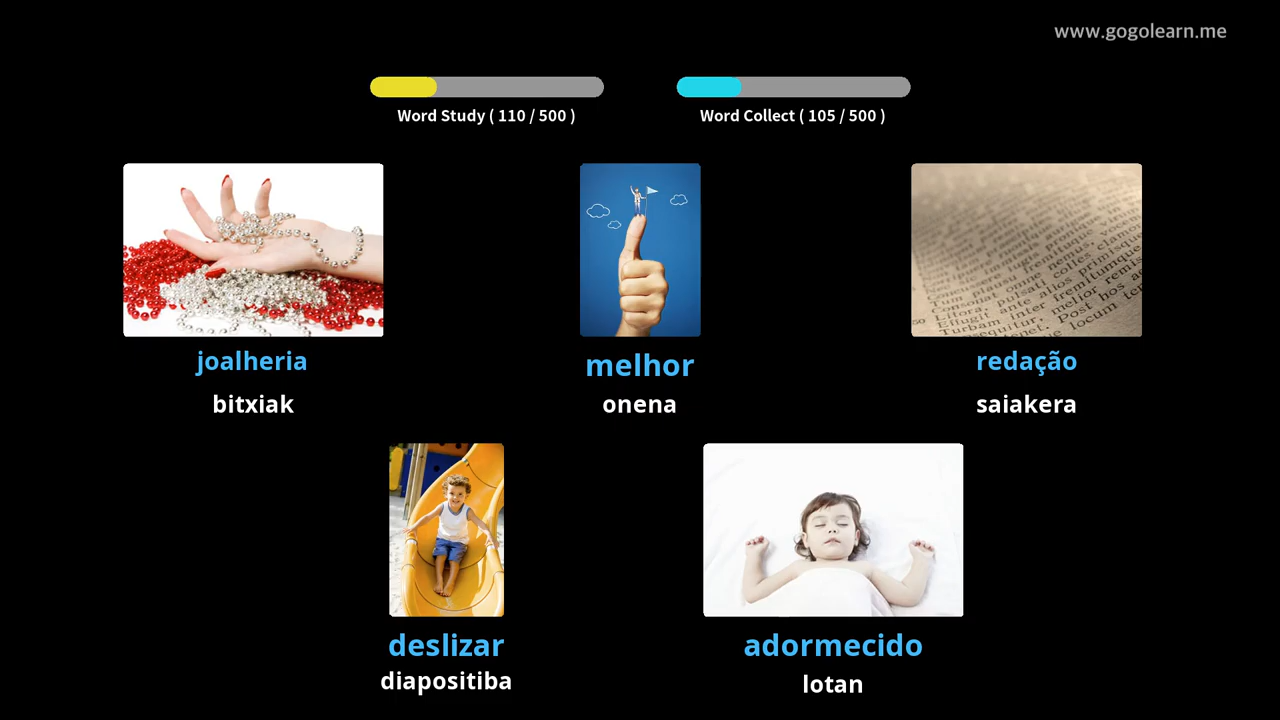 www.gogolearn.me
Word Study ( 110 / 500 )
Word Collect ( 105 / 500 )
joalheria
bitxiak
melhor
onena
redação
saiakera
deslizar
diapositiba
adormecido
lotan